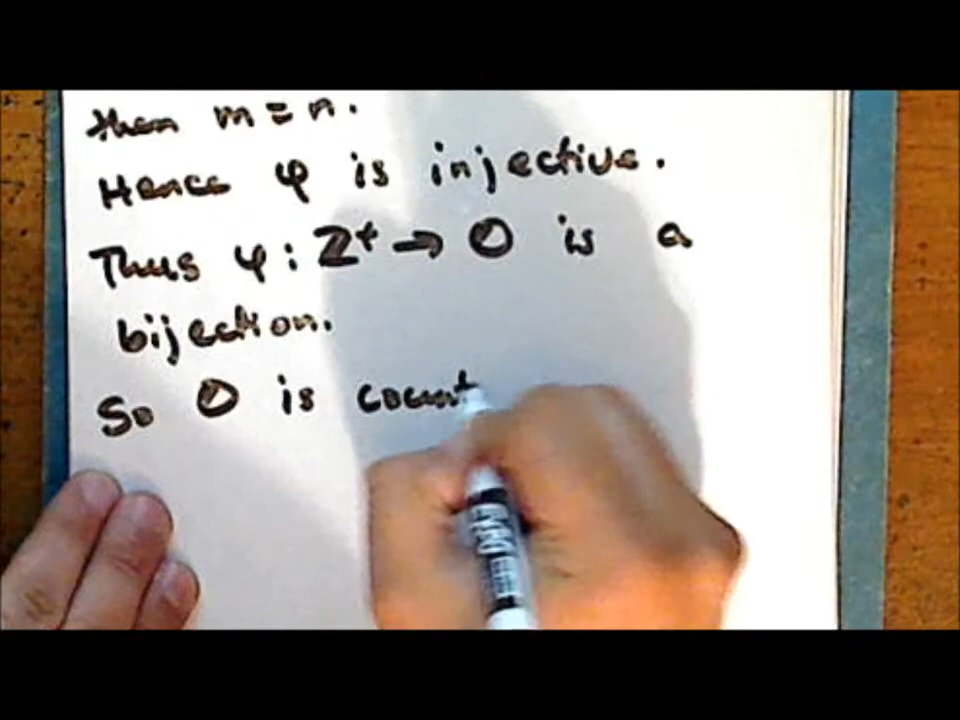 then m = n.
Hence φ is injective.
Thus φ: Z⁺ → O is a
bijection.
So O is count